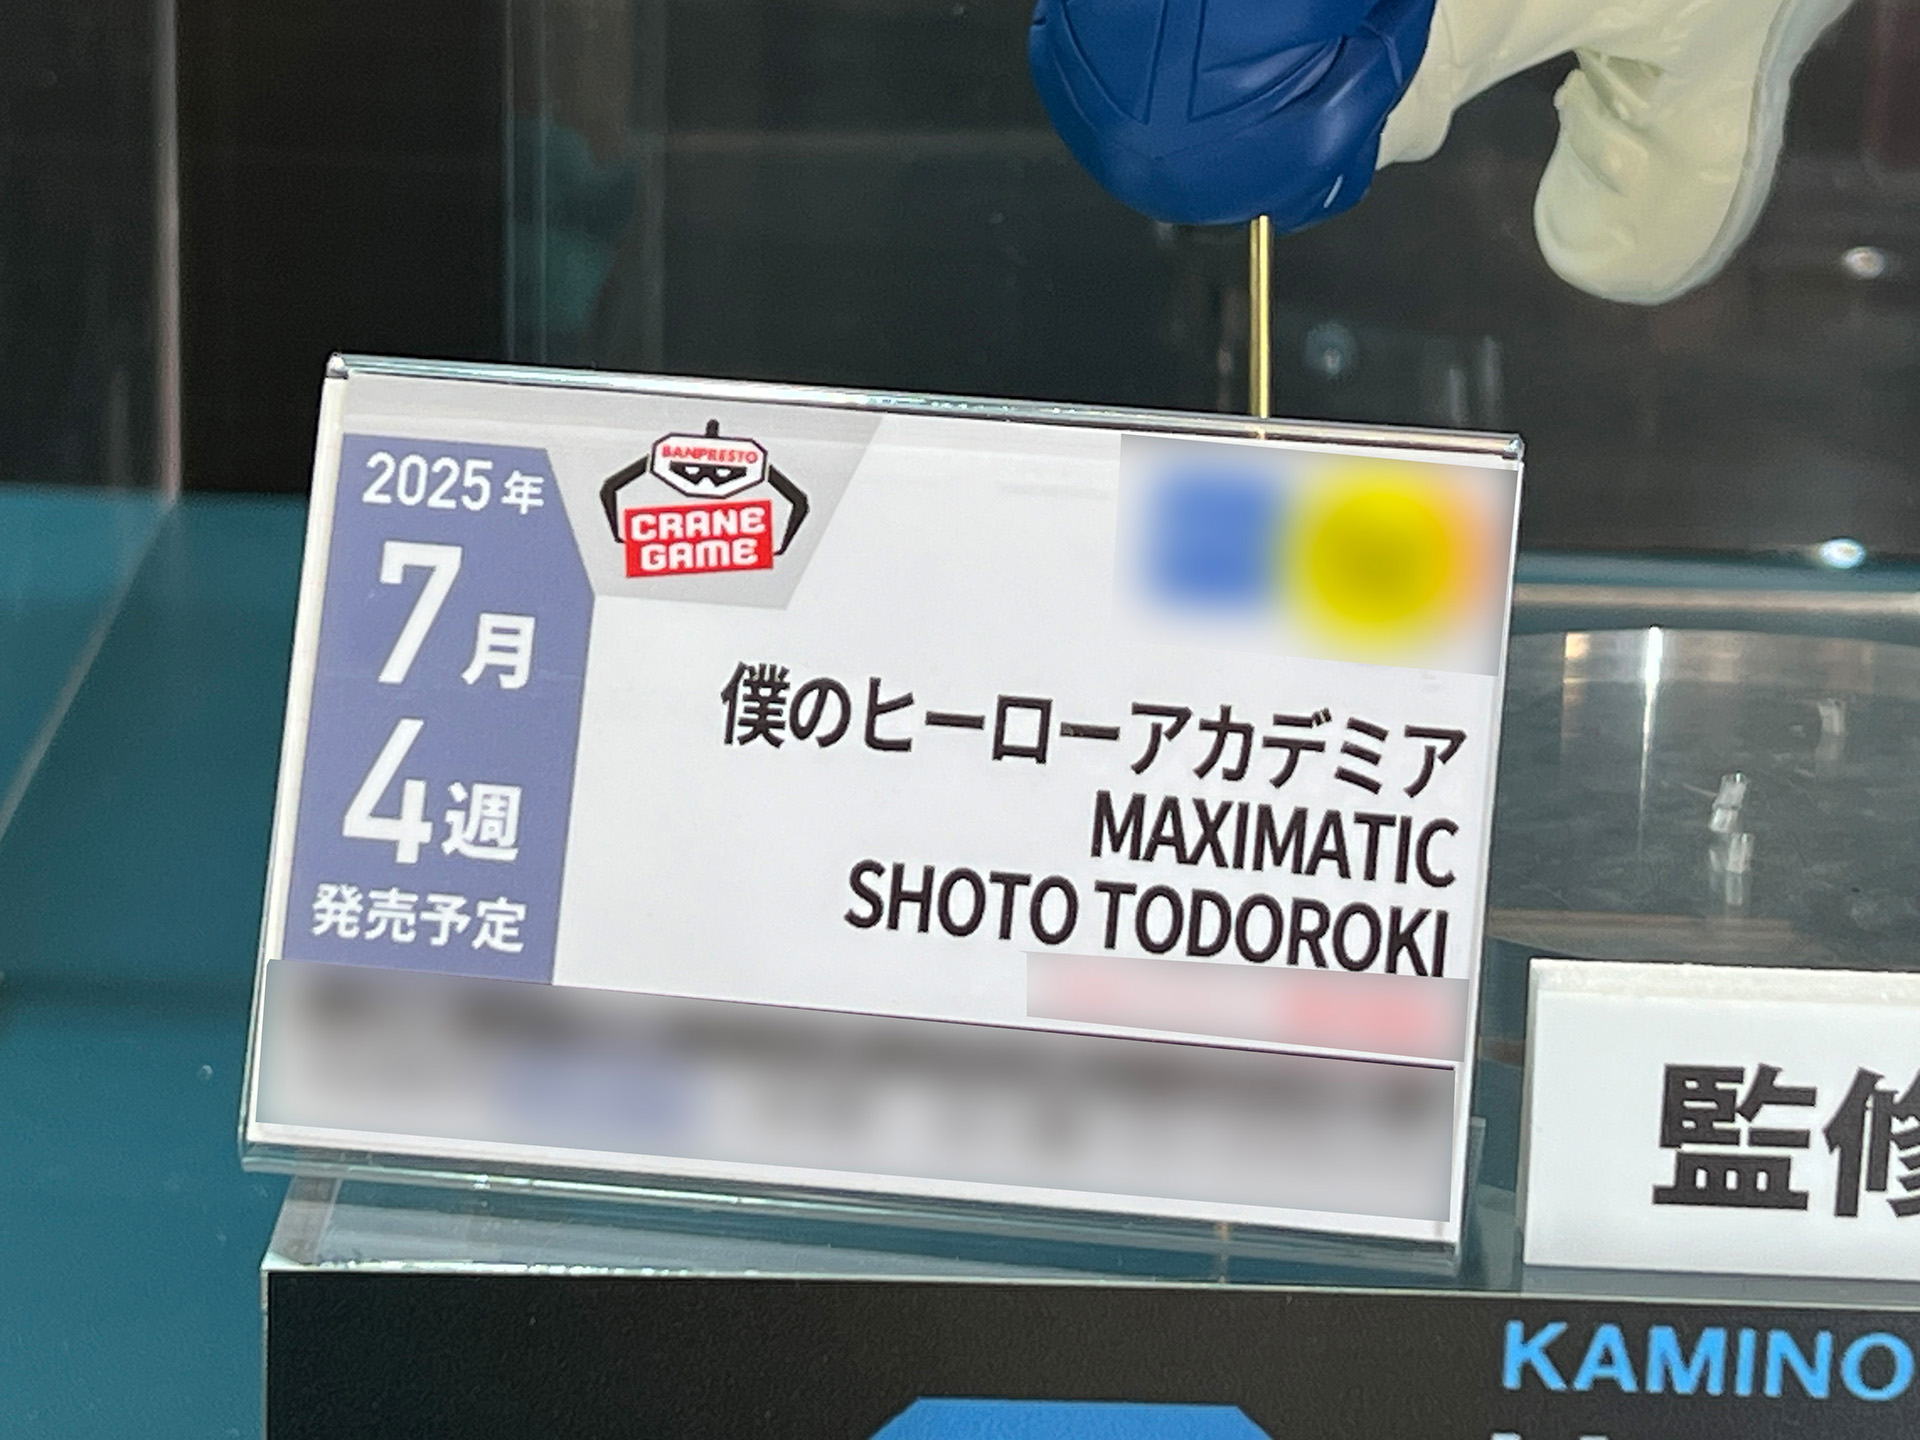 2025年
7月
4週
発売予定
BANPRESTO
CRANE
GAME
僕のヒーローアカデミア
MAXIMATIC
SHOTO TODOROKI
監修
KAMINO